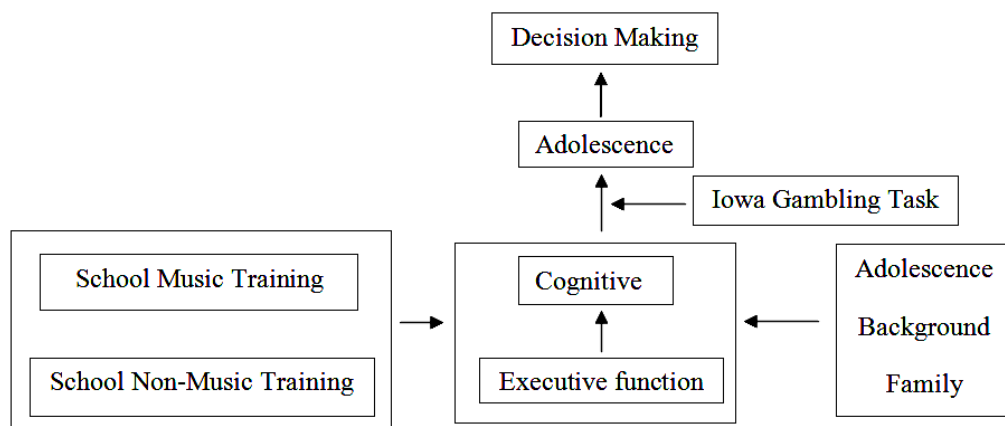 Decision Making
Adolescence
Iowa Gambling Task
School Music Training
School Non-Music Training
Cognitive
Executive function
Adolescence
Background
Family